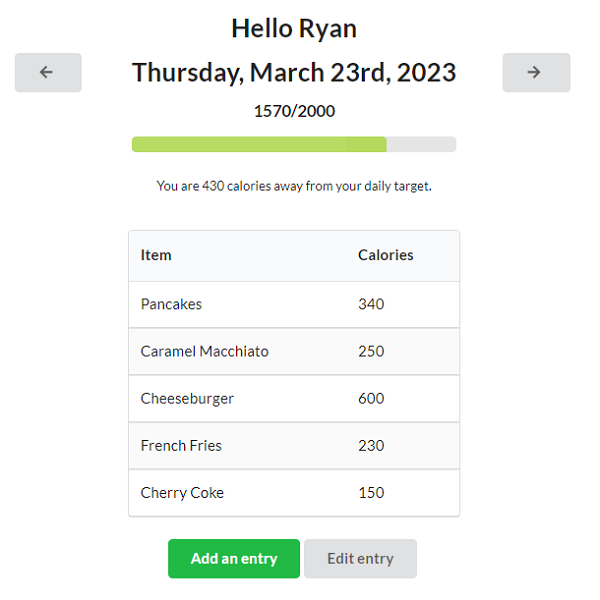 Hello Ryan
Thursday, March 23rd, 2023
1570/2000
You are 430 calories away from your daily target.
Item Calories
Pancakes 340
Caramel Macchiato 250
Cheeseburger 600
French Fries 230
Cherry Coke 150
Add an entry Edit entry